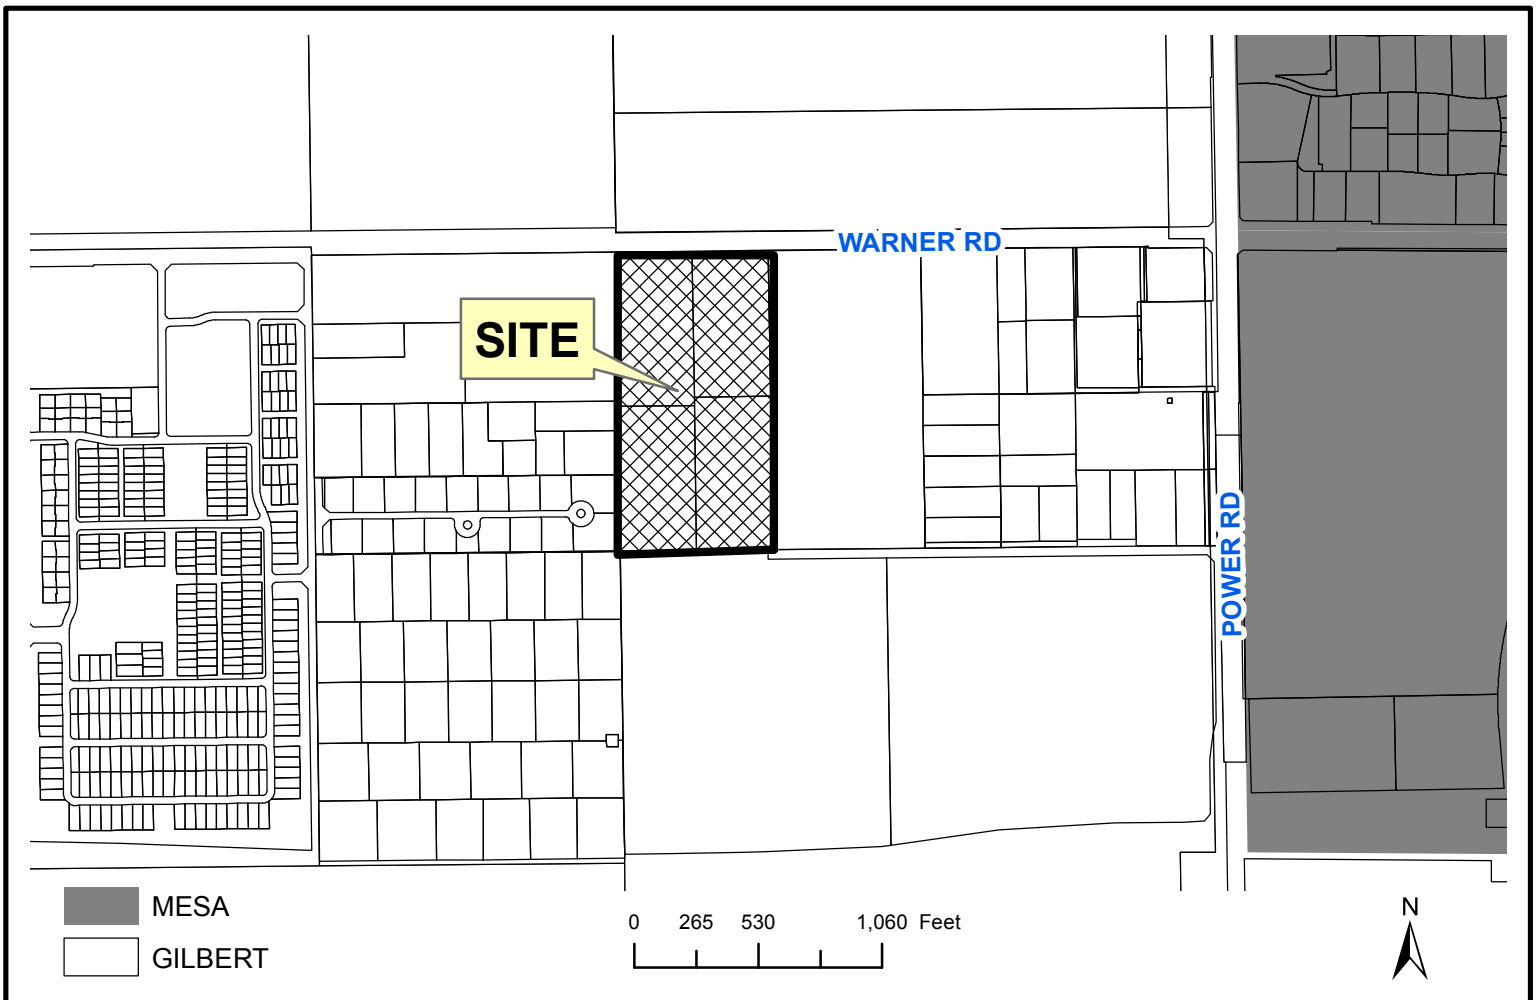 WARNER RD
SITE
POWER RD
MESA
GILBERT
0 265 530 1,060 Feet
N